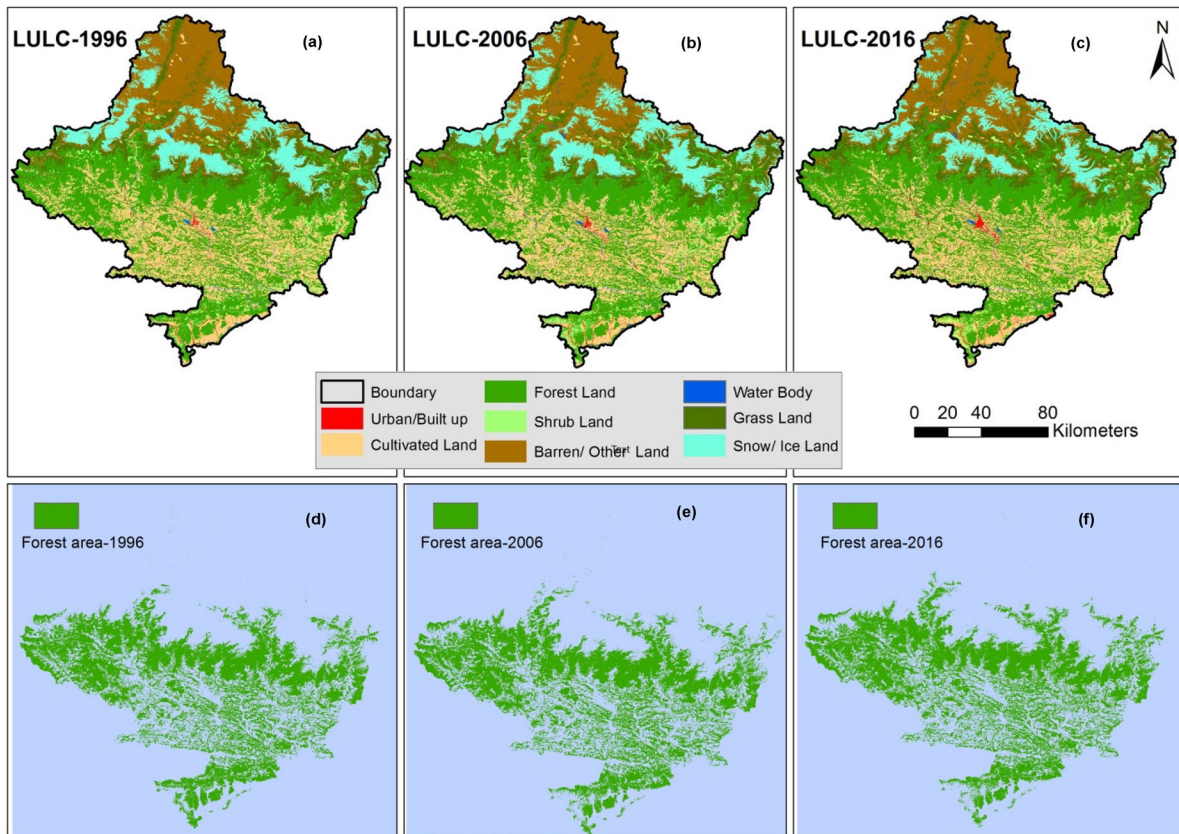 LULC-1996
(a)
LULC-2006
(b)
LULC-2016
(c)
N
Boundary
Forest Land
Water Body
Urban/Built up
Shrub Land
Grass Land
Cultivated Land
Barren/ Other Land
Text
Snow/ Ice Land
0 20 40 80
Kilometers
(d)
Forest area-1996
(e)
Forest area-2006
(f)
Forest area-2016